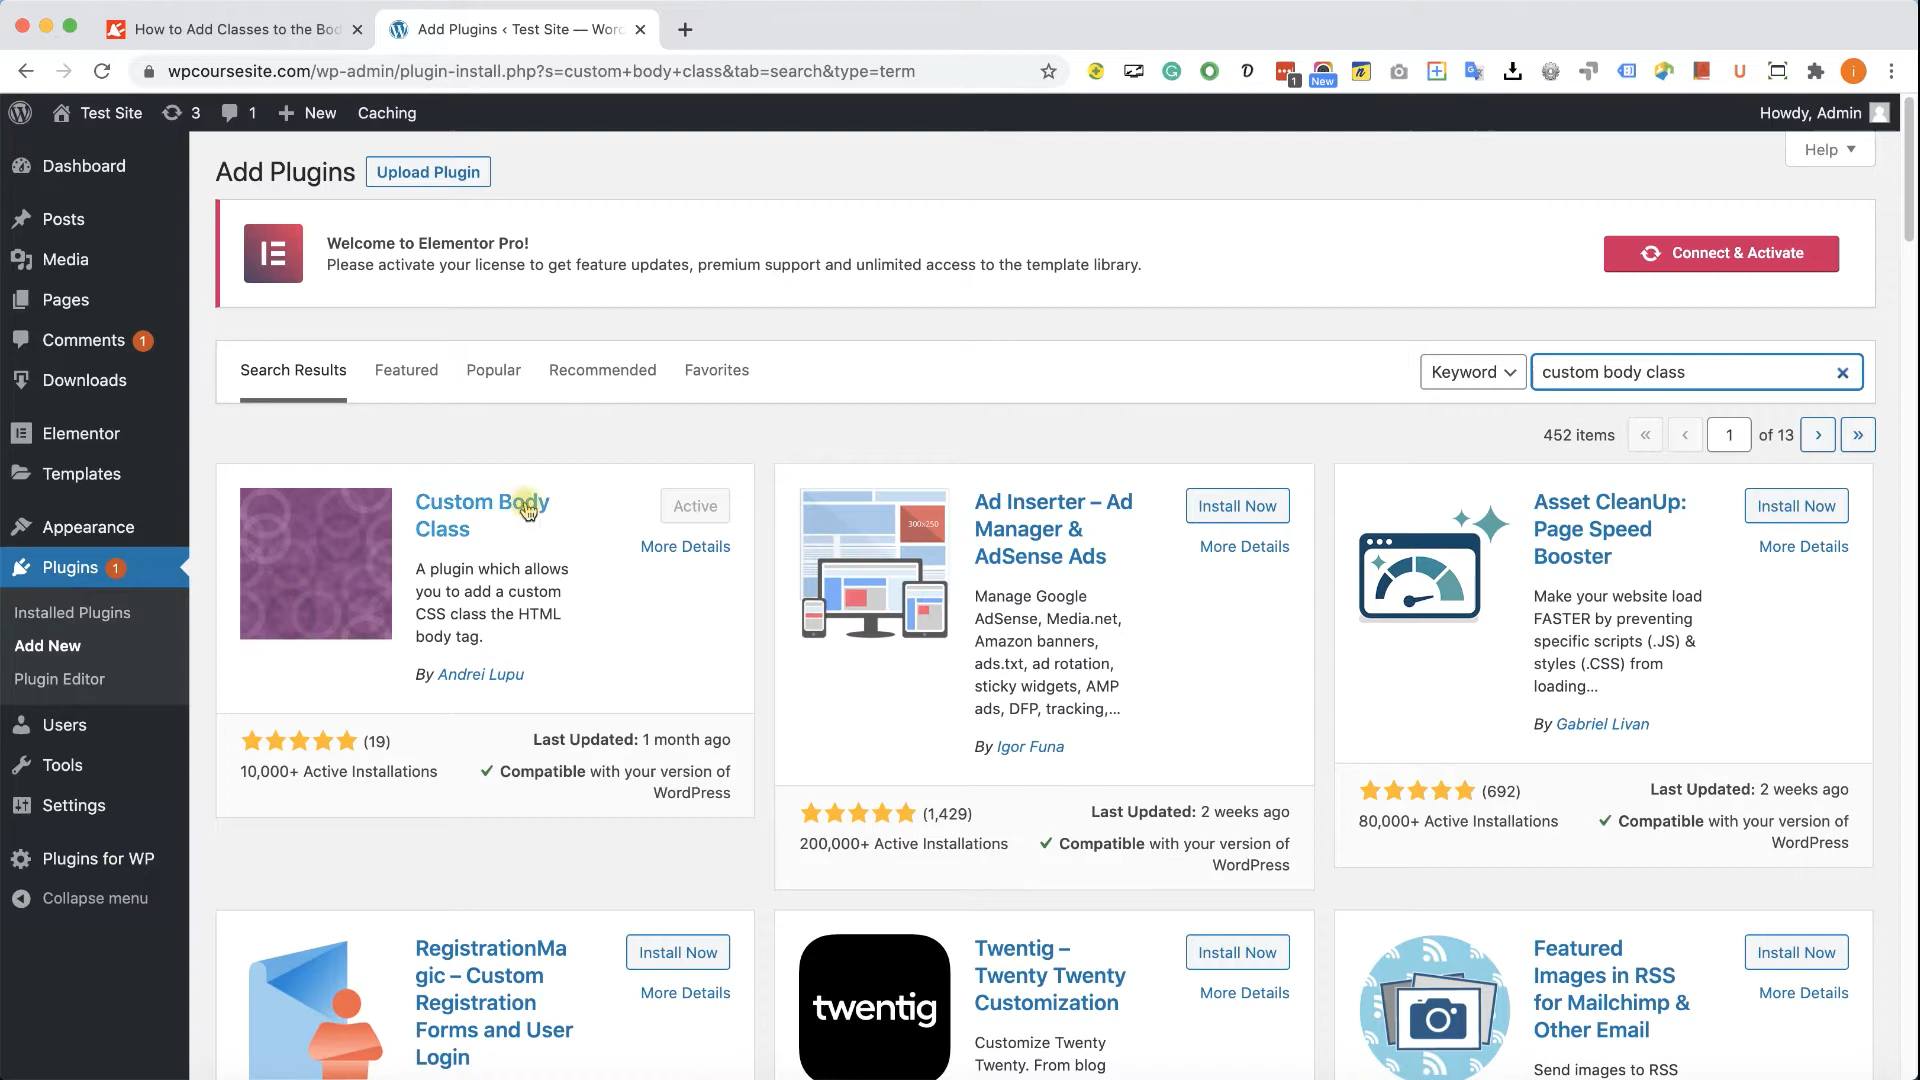 How to Add Classes to the Bod
Add Plugins ‹ Test Site — Worc
wpcoursesite.com/wp-admin/plugin-install.php?s=custom+body+class&tab=search&type=term
1
New
i
Test Site
3
1
New
Caching
Howdy, Admin
Dashboard
Posts
Media
Pages
Comments 1
Downloads
Elementor
Templates
Appearance
Plugins 1
Installed Plugins
Add New
Plugin Editor
Users
Tools
Settings
Plugins for WP
Collapse menu
Help
Add Plugins
Upload Plugin
Welcome to Elementor Pro!
Please activate your license to get feature updates, premium support and unlimited access to the template library.
Connect & Activate
Search Results
Featured
Popular
Recommended
Favorites
Keyword
custom body class
452 items
«
‹
1
of 13
›
»
Custom Body
Class
Active
More Details
A plugin which allows
you to add a custom
CSS class the HTML
body tag.
By Andrei Lupu
(19)
10,000+ Active Installations
Last Updated: 1 month ago
Compatible with your version of
WordPress
300x250
Ad Inserter – Ad
Manager &
AdSense Ads
Install Now
More Details
Manage Google
AdSense, Media.net,
Amazon banners,
ads.txt, ad rotation,
sticky widgets, AMP
ads, DFP, tracking,...
By Igor Funa
(1,429)
200,000+ Active Installations
Last Updated: 2 weeks ago
Compatible with your version of
WordPress
Asset CleanUp:
Page Speed
Booster
Install Now
More Details
Make your website load
FASTER by preventing
specific scripts (.JS) &
styles (.CSS) from
loading...
By Gabriel Livan
(692)
80,000+ Active Installations
Last Updated: 2 weeks ago
Compatible with your version of
WordPress
RegistrationMa
gic – Custom
Registration
Forms and User
Login
Install Now
More Details
twentig
Twentig –
Twenty Twenty
Customization
Install Now
More Details
Customize Twenty
Twenty. From blog
Featured
Images in RSS
for Mailchimp &
Other Email
Install Now
More Details
Send images to RSS